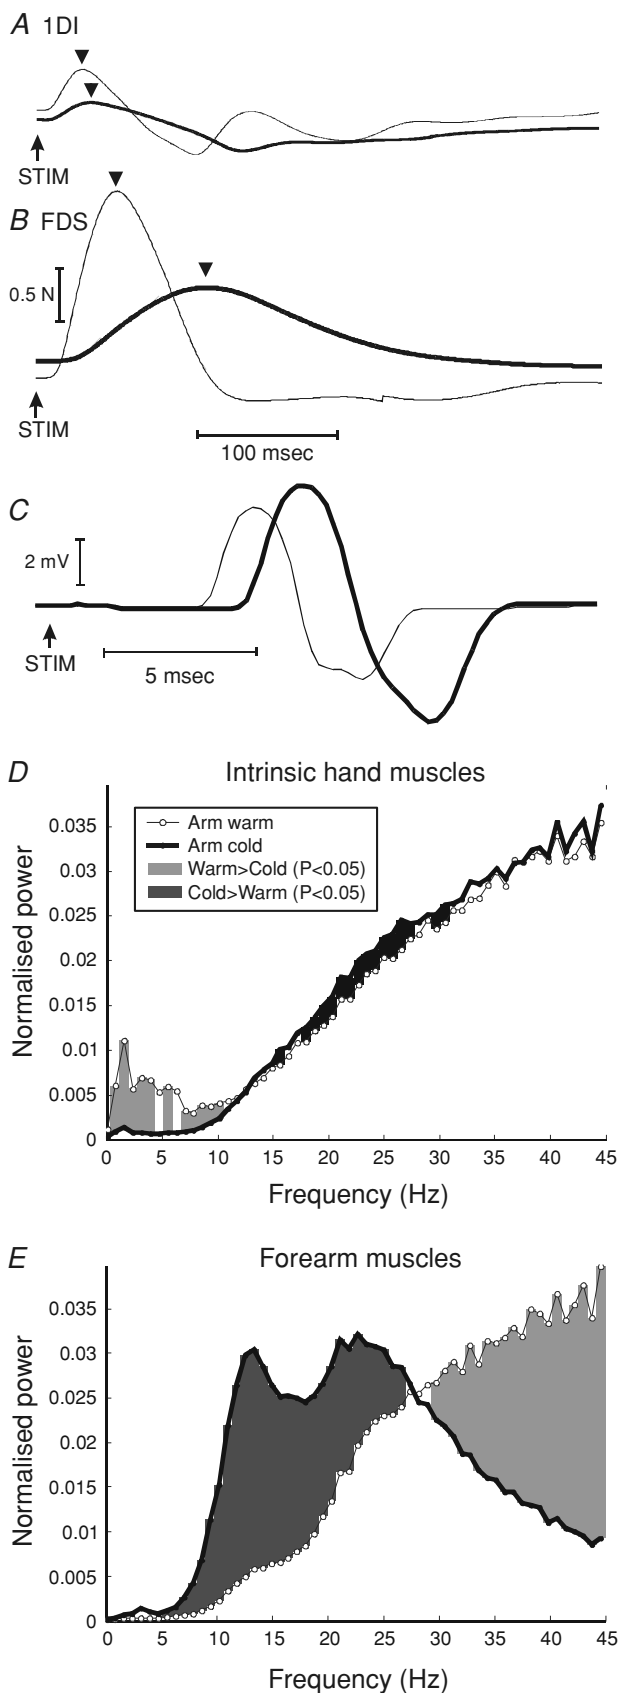 A 1DI
STIM
B FDS
0.5 N
STIM
100 msec
C
2 mV
STIM
5 msec
D Intrinsic hand muscles
Arm warm
Arm cold
Warm>Cold (P<0.05)
Cold>Warm (P<0.05)
Normalised power
0.035
0.03
0.025
0.02
0.015
0.01
0.005
0
0 5 10 15 20 25 30 35 40 45
Frequency (Hz)
E Forearm muscles
Normalised power
0.035
0.03
0.025
0.02
0.015
0.01
0.005
0
0 5 10 15 20 25 30 35 40 45
Frequency (Hz)